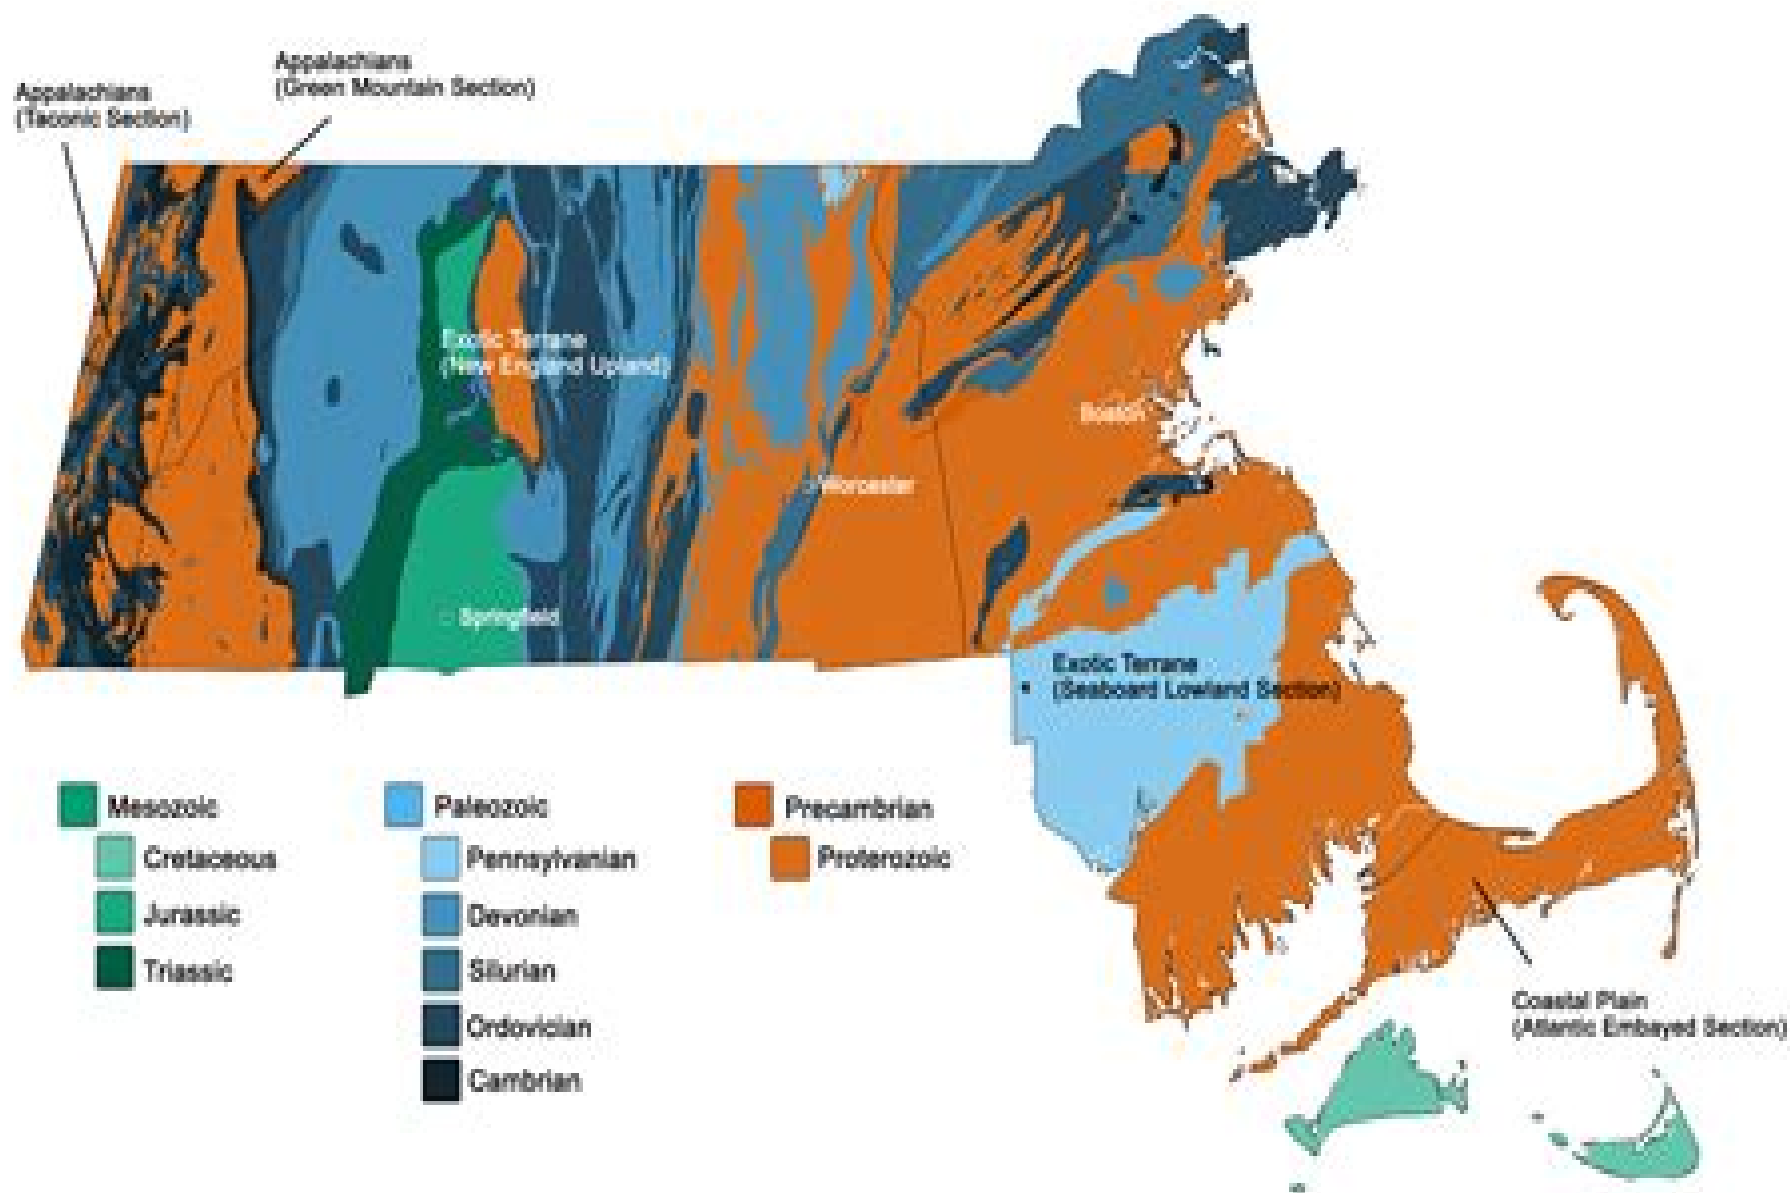 Appalachians
(Taconic Section)
Appalachians
(Green Mountain Section)
Exotic Terrane
(New England Upland)
Boston
Worcester
Springfield
Exotic Terrane
(Seaboard Lowland Section)
Coastal Plain
(Atlantic Embayed Section)
Mesozoic
Cretaceous
Jurassic
Triassic
Paleozoic
Pennsylvanian
Devonian
Silurian
Ordovician
Cambrian
Precambrian
Proterozoic